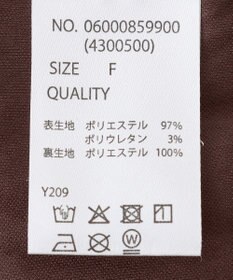 NO. 06000859900
(4300500)
SIZE F
QUALITY
表生地 ポリエステル 97%
ポリウレタン 3%
裏生地 ポリエステル 100%
Y209